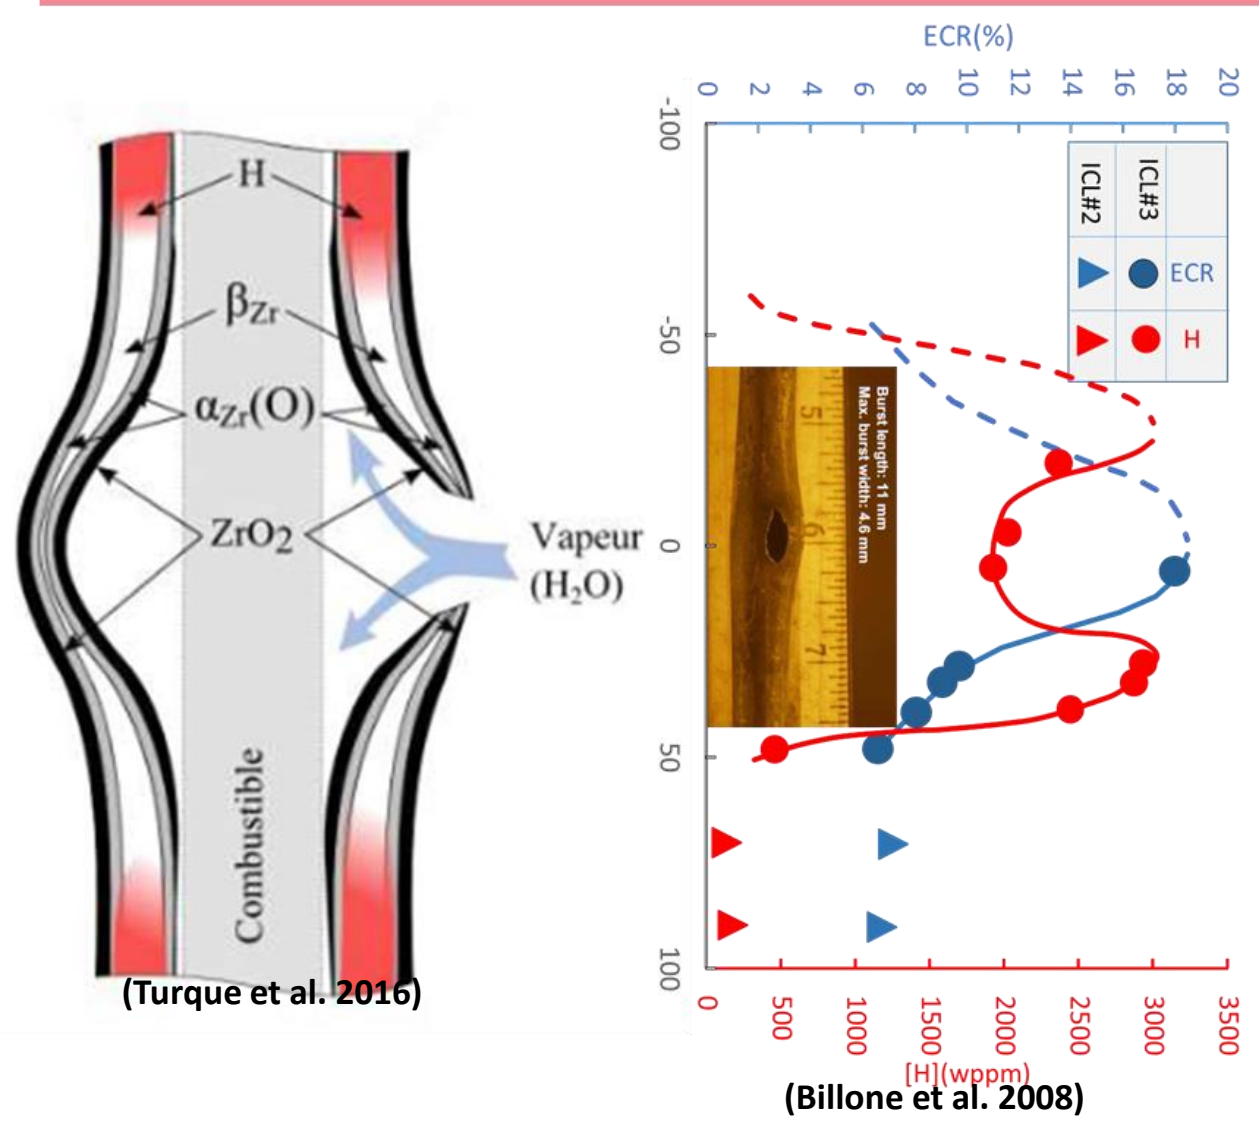 H
βZr
αZr(O)
ZrO2
Vapeur
(H2O)
Combustible
(Turque et al. 2016)
ECR(%)
0 2 4 6 8 10 12 14 16 18 20
-100
-50
0
50
100
ECR H
ICL#3
ICL#2
Burst length: 11 mm
Max. burst width: 4.6 mm
5
6
7
0 500 1000 1500 2000 2500 3000 3500
[H](wppm)
(Billone et al. 2008)